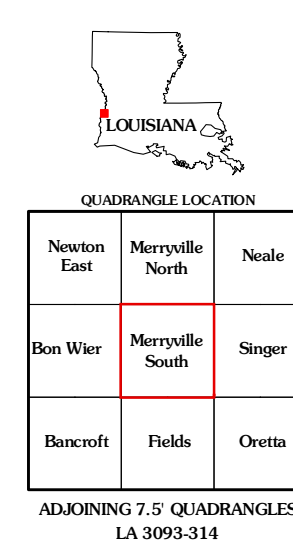 LOUISIANA
QUADRANGLE LOCATION
Newton
East
Merryville
North
Neale
Bon Wier
Merryville
South
Singer
Bancroft
Fields
Oretta
ADJOINING 7.5' QUADRANGLES
LA 3093-314